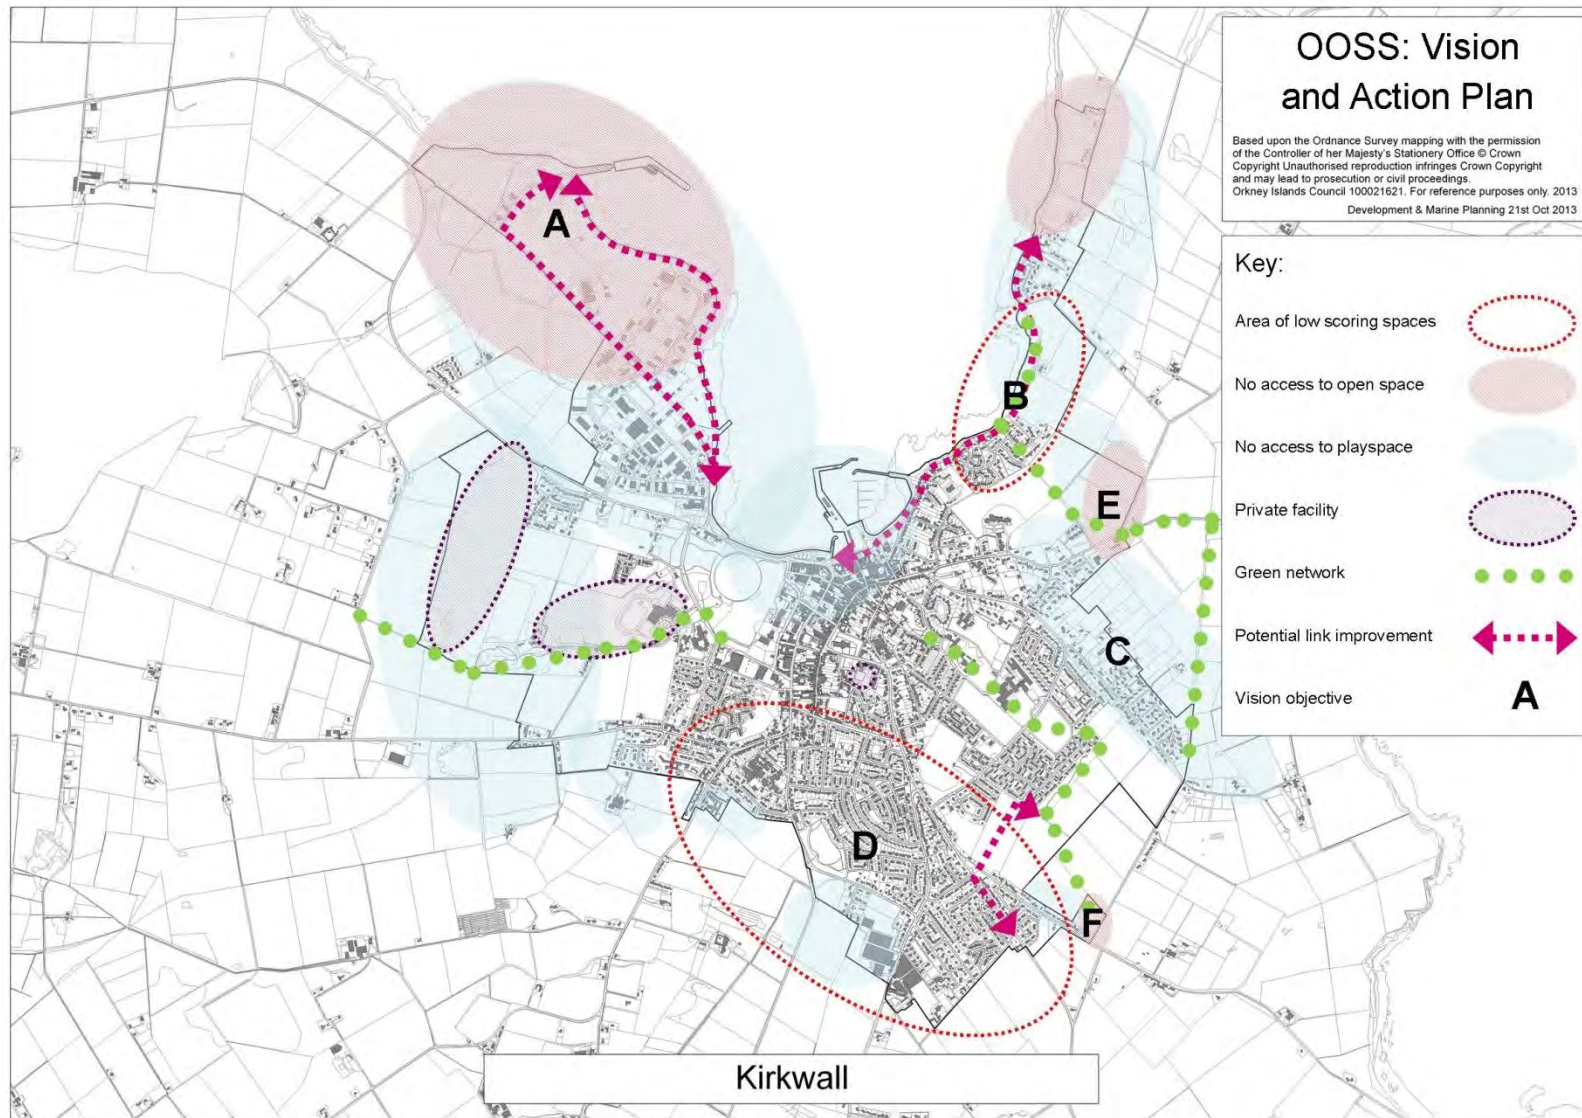 OOSS: Vision
and Action Plan
Based upon the Ordnance Survey mapping with the permission
of the Controller of her Majesty's Stationery Office © Crown
Copyright Unauthorised reproduction infringes Crown Copyright
and may lead to prosecution or civil proceedings.
Orkney Islands Council 100021621. For reference purposes only. 2013
Development & Marine Planning 21st Oct 2013
Key:
Area of low scoring spaces
No access to open space
No access to playspace
Private facility
Green network
Potential link improvement
Vision objective
A
A
B
E
C
D
F
Kirkwall